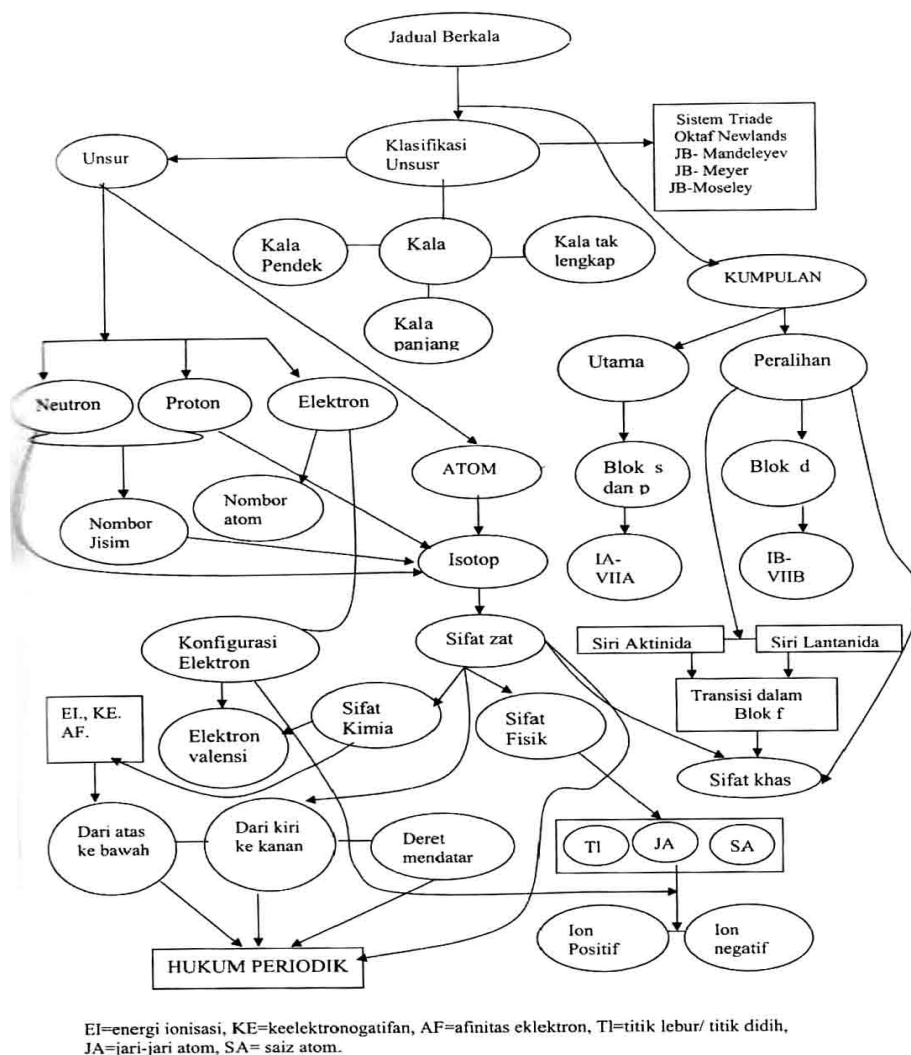 Jadual Berkala
Sistem Triade
Oktaf Newlands
JB- Mandeleyev
JB- Meyer
JB-Moseley
Klasifikasi
Unsusr
Unsur
Kala
Pendek
Kala
Kala tak
lengkap
Kala
panjang
KUMPULAN
Utama
Peralihan
Neutron
Proton
Elektron
ATOM
Blok s
dan p
Blok d
Nombor
atom
Nombor
Jisim
Isotop
IA-
VIIA
IB-
VIIB
Konfigurasi
Elektron
Sifat zat
Siri Aktinida
Siri Lantanida
Transisi dalam
Blok f
EI., KE.
AF.
Elektron
valensi
Sifat
Kimia
Sifat
Fisik
Sifat khas
Dari atas
ke bawah
Dari kiri
ke kanan
Deret
mendatar
Tl
JA
SA
Ion
Positif
Ion
negatif
HUKUM PERIODIK
EI=energi ionisasi, KE=keelektronogatifan, AF=afinitas eklektron, Tl=titik lebur/ titik didih,
JA=jari-jari atom, SA= saiz atom.